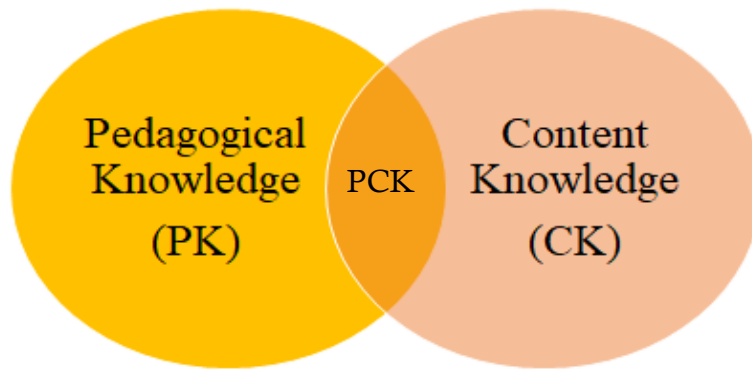 Pedagogical
Knowledge
(PK)
PCK
Content
Knowledge
(CK)